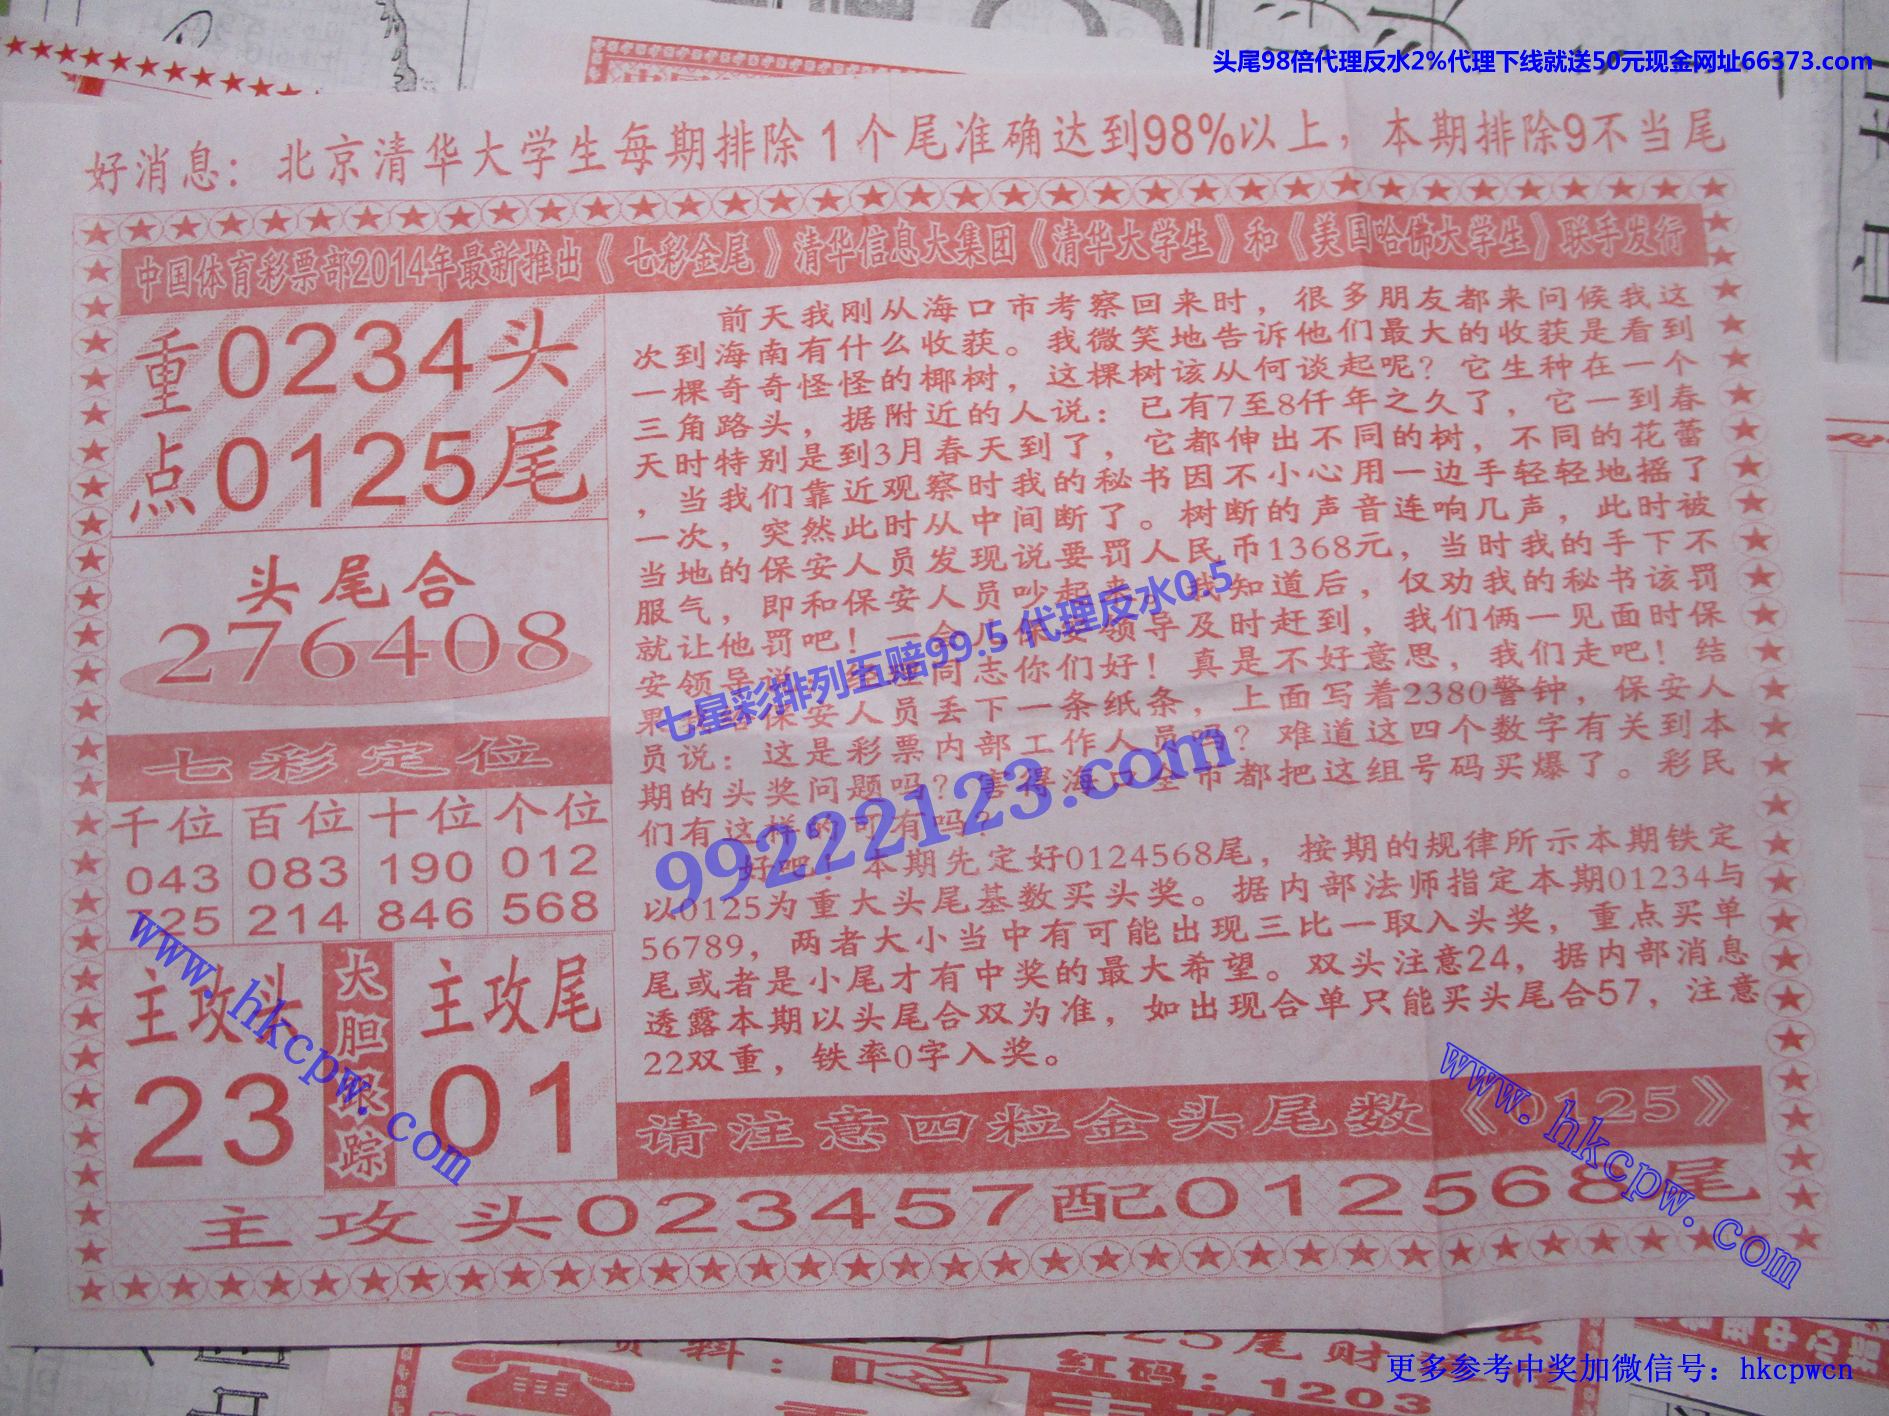 头尾98倍代理反水2%代理下线就送50元现金网址66373.com
好消息：北京清华大学生每期排除1个尾准确达到98%以上，本期排除9不当尾
中国体育彩票部2014年最新推出《七彩金尾》清华信息大集团《清华大学生》和《美国哈佛大学生》联手发行
重0234头
点0125尾
头尾合
276408
七彩定位
千位 百位 十位 个位
043 083 190 012
725 214 846 568
主攻头
23
大胆跟踪
主攻尾
01
前天我刚从海口市考察回来时，很多朋友都来问候我这
次到海南有什么收获。我微笑地告诉他们最大的收获是看到
一棵奇奇怪怪的椰树，这棵树该从何谈起呢？它生种在一个
三角路头，据附近的人说：已有7至8仟年之久了，它一到春
天时特别是到3月春天到了，它都伸出不同的树，不同的花蕾
，当我们靠近观察时我的秘书因不小心用一边手轻轻地摇了
一次，突然此时从中间断了。树断的声音连响几声，此时被
当地的保安人员发现说要罚人民币1368元，当时我的手下不
服气，即和保安人员吵起来。我知道后，仅劝我的秘书该罚
就让他罚吧！一会儿保安领导及时赶到，我们俩一见面时保
安领导说：同志你们好！真是不好意思，我们走吧！结
果保安人员丢下一条纸条，上面写着2380警钟，保安人
员说：这是彩票内部工作人员吗？难道这四个数字有关到本
期的头奖问题吗？害得海口全市都把这组号码买爆了。彩民
们有这样的可有吗？
好吧！本期先定好0124568尾，按期的规律所示本期铁定
以0125为重大头尾基数买头奖。据内部法师指定本期01234与
56789，两者大小当中有可能出现三比一取入头奖，重点买单
尾或者是小尾才有中奖的最大希望。双头注意24，据内部消息
透露本期以头尾合双为准，如出现合单只能买头尾合57，注意
22双重，铁率0字入奖。
请注意四粒金头尾数《0125》
主攻头023457配012568尾
七星彩排列五赔99.5 代理反水0.5
99222123.com
www.hkcpw.com
www.hkcpw.com
25尾财
红码：1203
更多参考中奖加微信号：hkcpwcn